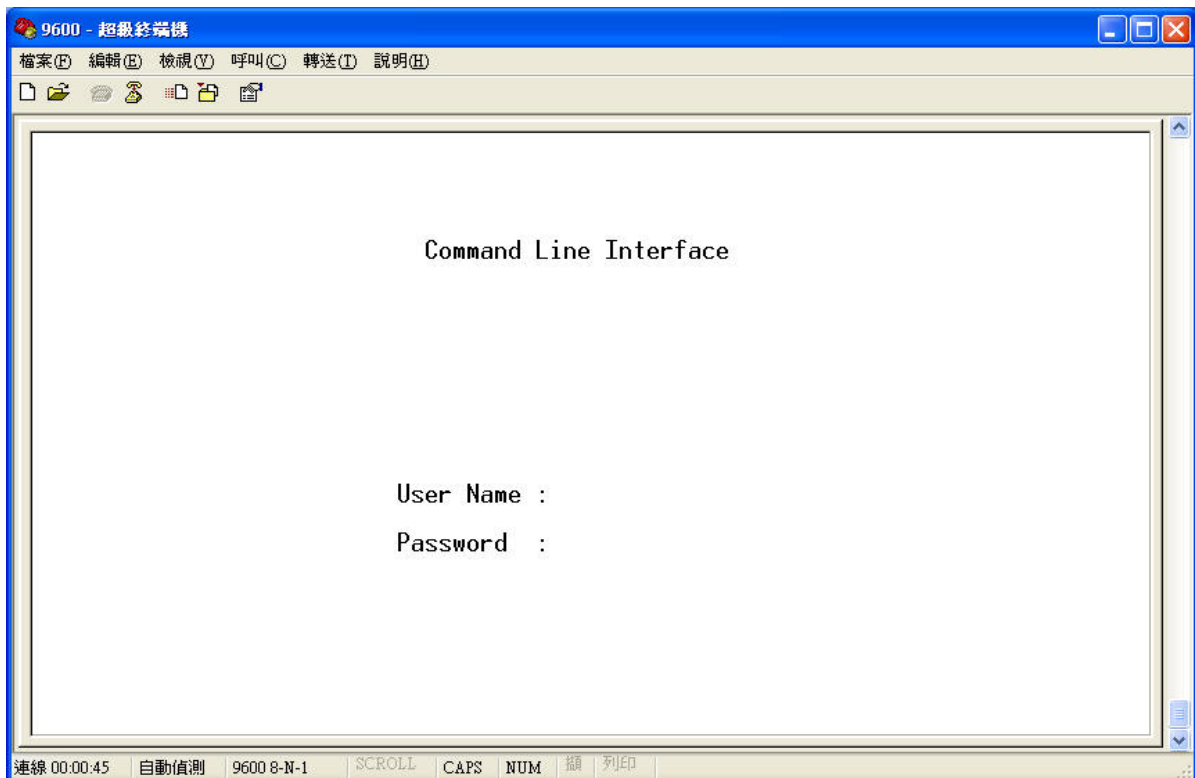 9600 - 超級終端機
檔案(F) 編輯(E) 檢視(V) 呼叫(C) 轉送(T) 說明(H)
Command Line Interface
User Name :
Password :
連線 00:00:45 自動偵測 9600 8-N-1 SCROLL CAPS NUM 擷 列印